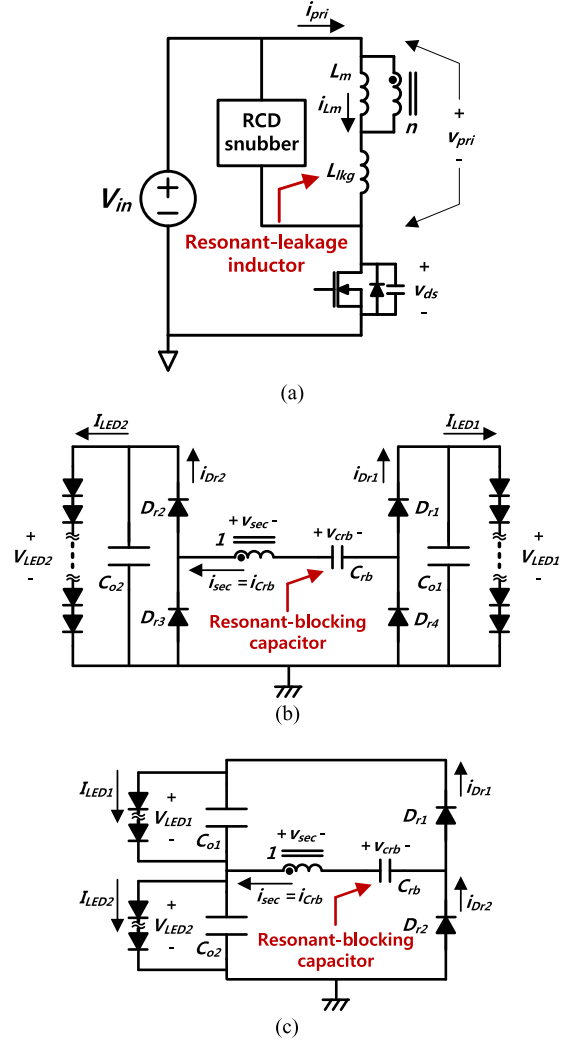 i_pri
L_m
i_Lm
n
+
v_pri
-
RCD
snubber
L_lkg
V_in
+
−
Resonant-leakage
inductor
+
v_ds
-
(a)
I_LED2
I_LED1
i_Dr2
i_Dr1
D_r2
D_r1
+ v_sec -
+ v_crb -
1
+
V_LED2
-
C_o2
C_rb
C_o1
+
V_LED1
-
i_sec = i_Crb
D_r3
D_r4
Resonant-blocking
capacitor
(b)
I_LED1
+
V_LED1
-
C_o1
i_Dr1
D_r1
+ v_sec -
+ v_crb -
1
I_LED2
i_sec = i_Crb
C_rb
i_Dr2
+
V_LED2
-
C_o2
D_r2
Resonant-blocking
capacitor
(c)